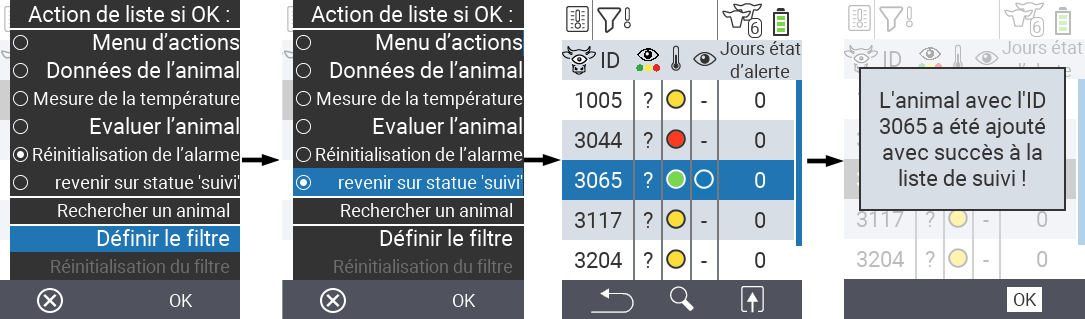 Action de liste si OK :
Menu d'actions
Données de l'animal
Mesure de la température
Evaluer l'animal
Réinitialisation de l'alarme
revenir sur statue 'suivi'
Rechercher un animal
Définir le filtre
Réinitialisation du filtre
OK
Action de liste si OK :
Menu d'actions
Données de l'animal
Mesure de la température
Evaluer l'animal
Réinitialisation de l'alarme
revenir sur statue 'suivi'
Rechercher un animal
Définir le filtre
Réinitialisation du filtre
OK
6
ID Jours état
d'alerte
1005 ? - 0
3044 ? - 0
3065 ? 0
3117 ? - 0
3204 ? - 0
6
ID Jours état
L'animal avec l'ID
3065 a été ajouté
avec succès à la
liste de suivi !
3117 ? - 0
3204 ? - 0
OK